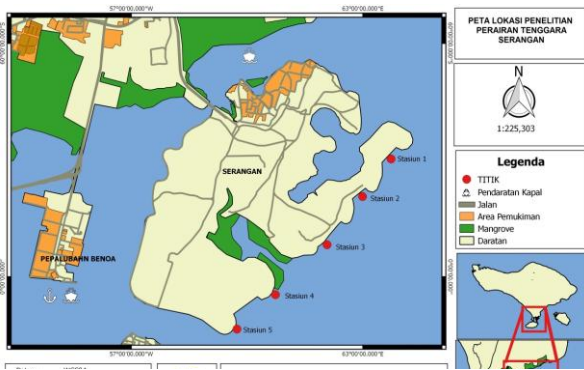 57°00'00,000"W
63°00'00,000"E
PETA LOKASI PENELITIAN
PERAIRAN TENGGARA
SERANGAN
N
1:225,303
Stasiun 1
SERANGAN
Stasiun 2
Stasiun 3
PEPALUBAHN BENOA
Stasiun 4
Stasiun 5
Legenda
TITIK
Pendaratan Kapal
Jalan
Area Pemukiman
Mangrove
Daratan
57°00'00,000"W
63°00'00,000"E